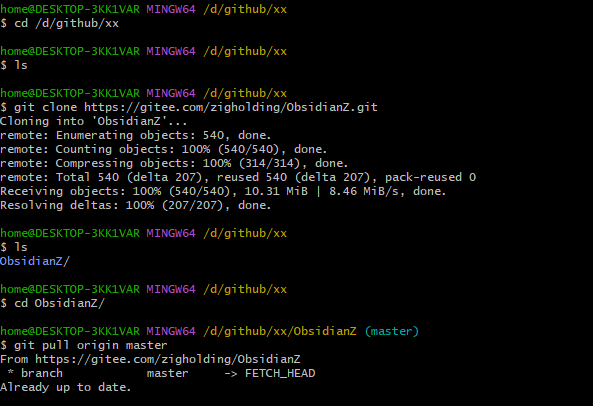 home@DESKTOP-3KK1VAR MINGW64 /d/github/xx
$ cd /d/github/xx
home@DESKTOP-3KK1VAR MINGW64 /d/github/xx
$ ls
home@DESKTOP-3KK1VAR MINGW64 /d/github/xx
$ git clone https://gitee.com/zigholding/ObsidianZ.git
Cloning into 'ObsidianZ'...
remote: Enumerating objects: 540, done.
remote: Counting objects: 100% (540/540), done.
remote: Compressing objects: 100% (314/314), done.
remote: Total 540 (delta 207), reused 540 (delta 207), pack-reused 0
Receiving objects: 100% (540/540), 10.31 MiB | 8.46 MiB/s, done.
Resolving deltas: 100% (207/207), done.
home@DESKTOP-3KK1VAR MINGW64 /d/github/xx
$ ls
ObsidianZ/
home@DESKTOP-3KK1VAR MINGW64 /d/github/xx
$ cd ObsidianZ/
home@DESKTOP-3KK1VAR MINGW64 /d/github/xx/ObsidianZ (master)
$ git pull origin master
From https://gitee.com/zigholding/ObsidianZ
 * branch            master     -> FETCH_HEAD
Already up to date.